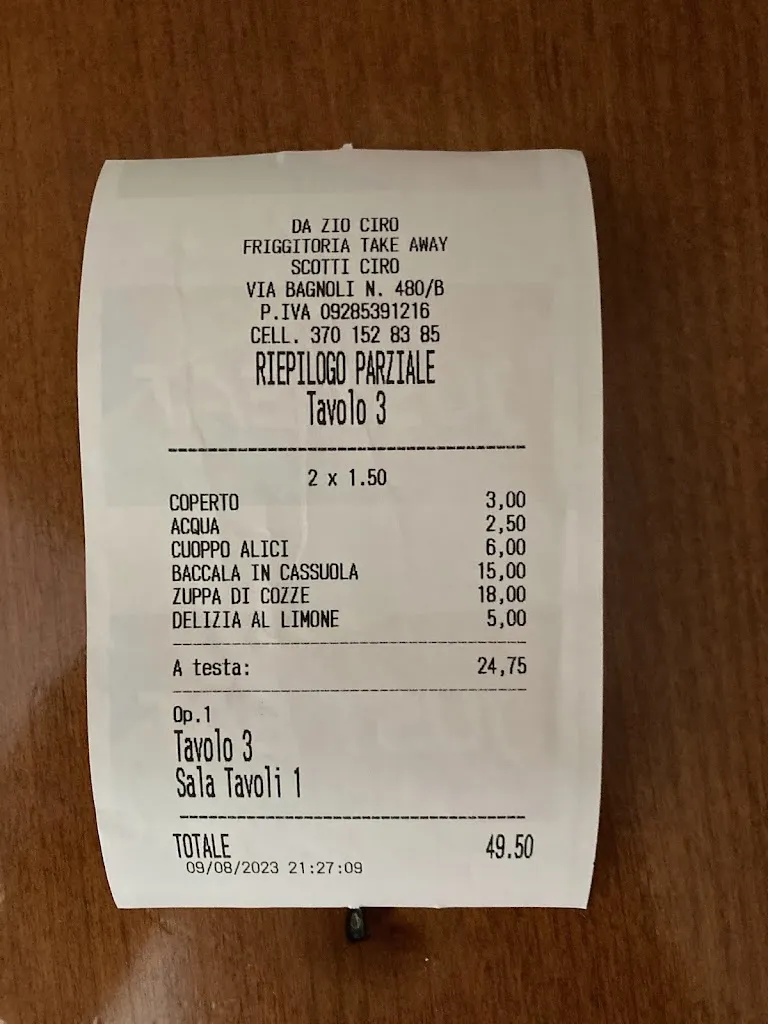 DA ZIO CIRO
FRIGGITORIA TAKE AWAY
SCOTTI CIRO
VIA BAGNOLI N. 480/B
P.IVA 09285391216
CELL. 370 152 83 85
RIEPILOGO PARZIALE
Tavolo 3
2 x 1.50
COPERTO 3,00
ACQUA 2,50
CUOPPO ALICI 6,00
BACCALA IN CASSUOLA 15,00
ZUPPA DI COZZE 18,00
DELIZIA AL LIMONE 5,00
A testa: 24,75
Op.1
Tavolo 3
Sala Tavoli 1
TOTALE 49.50
09/08/2023 21:27:09